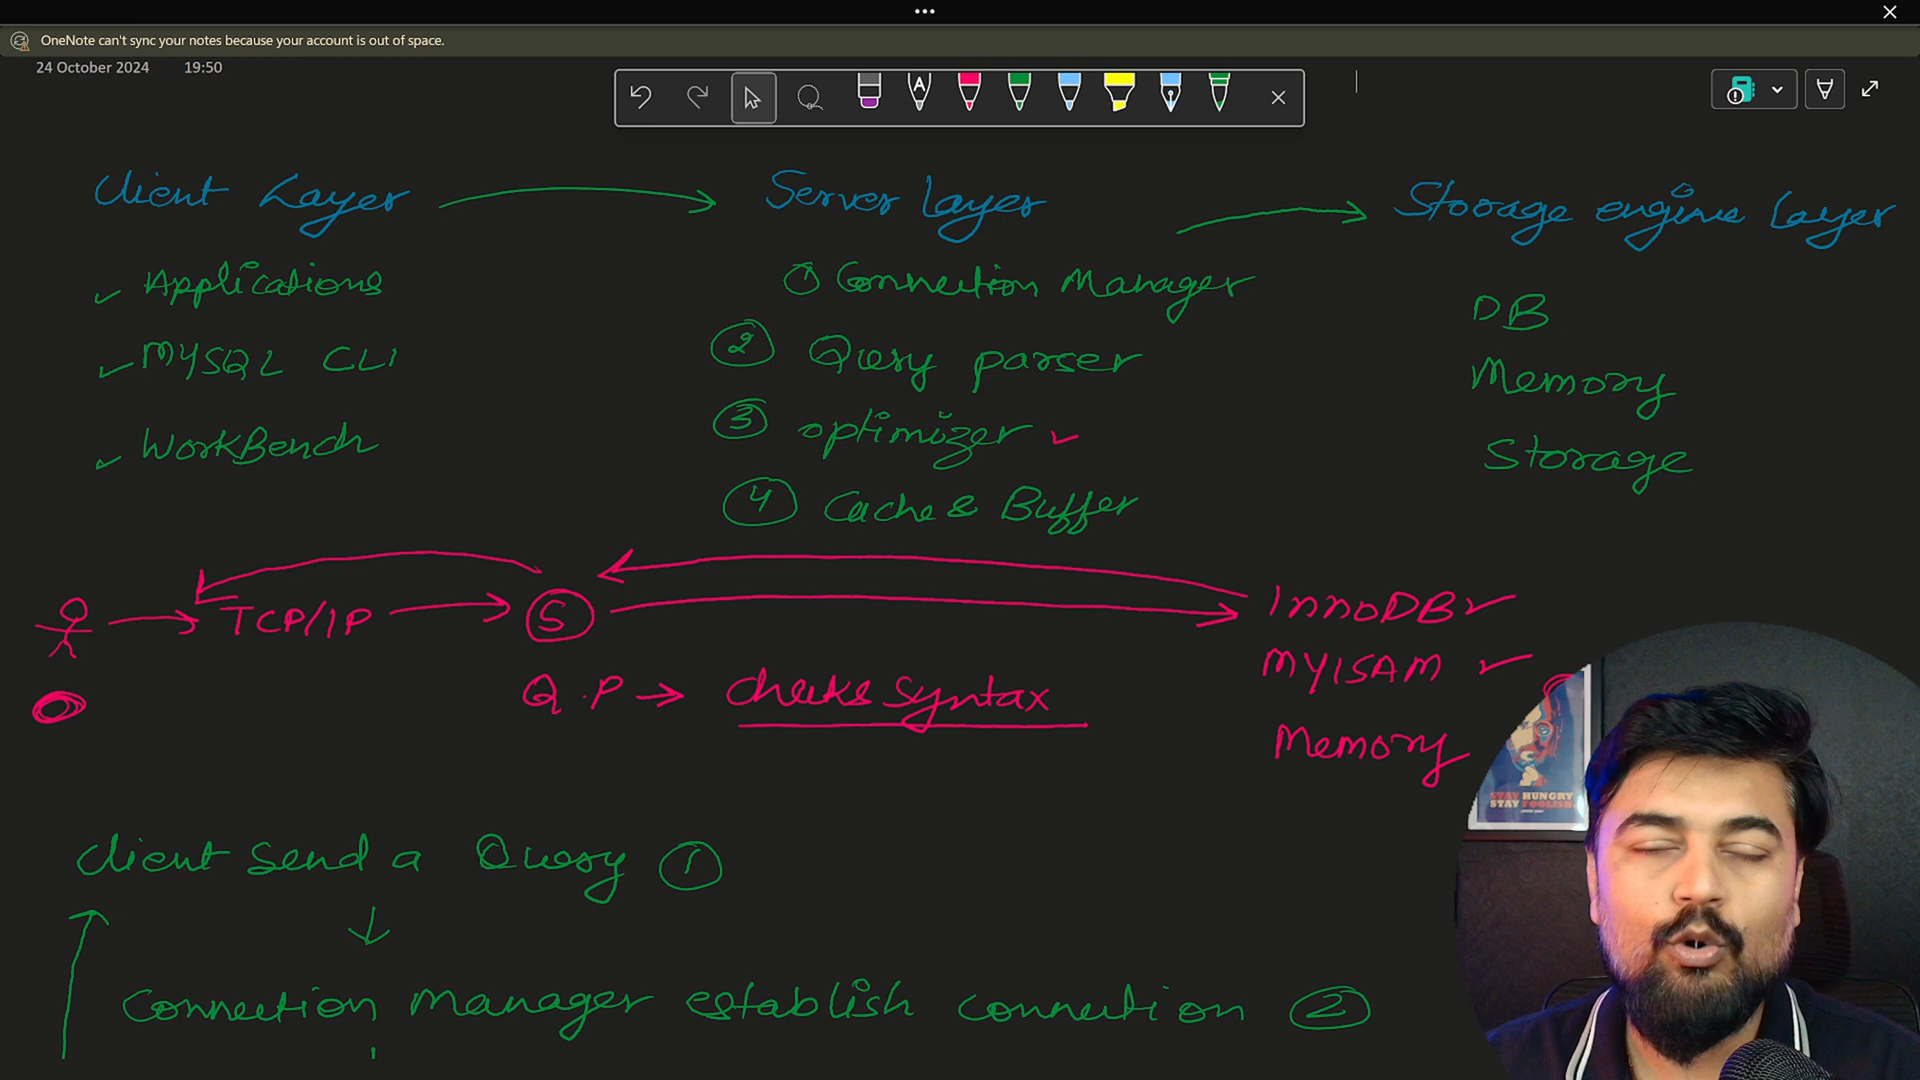 OneNote can't sync your notes because your account is out of space.
24 October 2024 19:50
Client Layer → Server Layer → Storage engine Layer
✓ Applications
✓ MYSQL CLI
✓ WorkBench
① Connection Manager
② Query parser
③ optimizer ✓
④ Cache & Buffer
DB
Memory
Storage
→ TCP/IP → Ⓢ → InnoDB ✓
MYISAM ✓
Memory
Q.P → cheeks syntax
STAY HUNGRY
STAY FOOLISH
Client Send a Query ①
↓
Connection manager establish connection ②